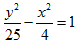 y²/25 − x²/4 = 1